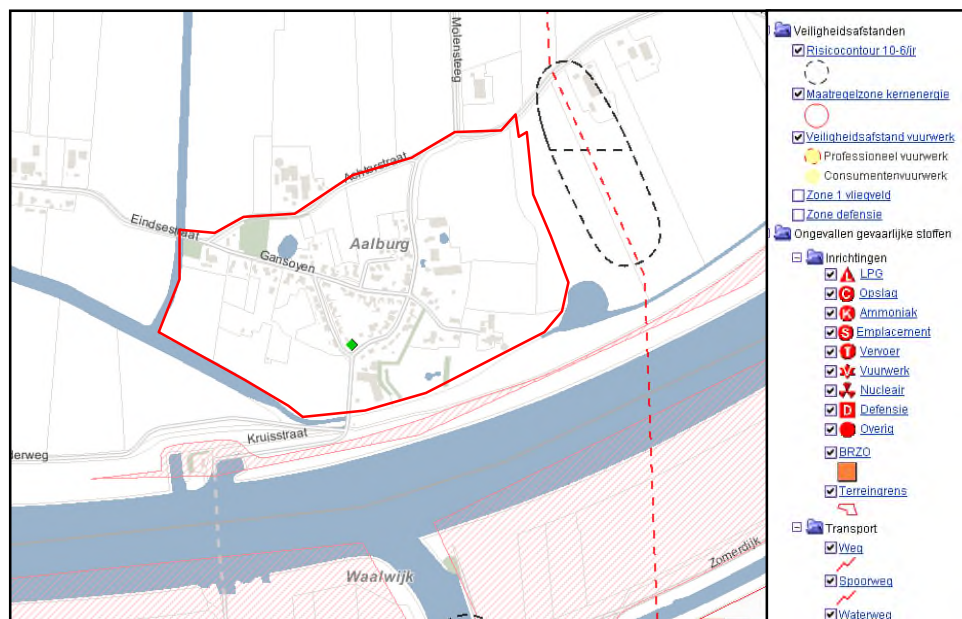 Molensteeg
Achterstraat
Eindsestraat
Aalburg
Gansoyen
Kruisstraat
derweg
Waalwijk
Zomerdijk
Veiligheidsafstanden
Risicocontour 10-6/jr
Maatregelzone kernenergie
Veiligheidsafstand vuurwerk
Professioneel vuurwerk
Consumentenvuurwerk
Zone 1 vliegveld
Zone defensie
Ongevallen gevaarlijke stoffen
Inrichtingen
L LPG
C Opslag
K Ammoniak
S Emplacement
T Vervoer
V Vuurwerk
Nucleair
D Defensie
Overig
BRZO
Terreingrens
Transport
Weg
Spoorweg
Waterweg